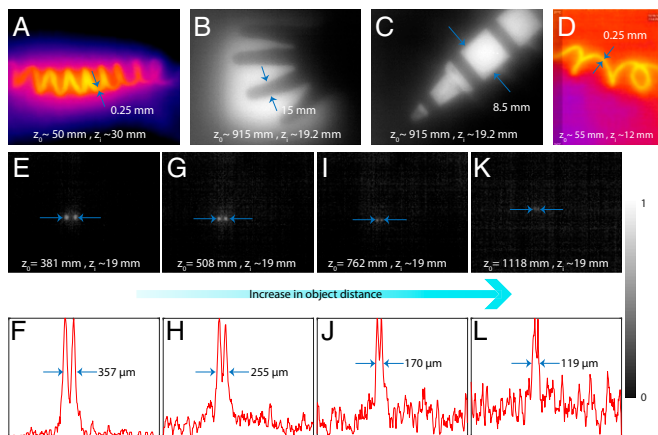 A
0.25 mm
z₀~ 50 mm , zᵢ ~30 mm
B
15 mm
z₀~ 915 mm , zᵢ ~19.2 mm
C
8.5 mm
z₀~ 915 mm , zᵢ ~19.2 mm
D
0.25 mm
z₀~ 55 mm , zᵢ ~12 mm
E
z₀= 381 mm , zᵢ ~19 mm
G
z₀= 508 mm , zᵢ ~19 mm
I
z₀= 762 mm , zᵢ ~19 mm
K
z₀= 1118 mm , zᵢ ~19 mm
1
0
Increase in object distance
F
357 μm
H
255 μm
J
170 μm
L
119 μm